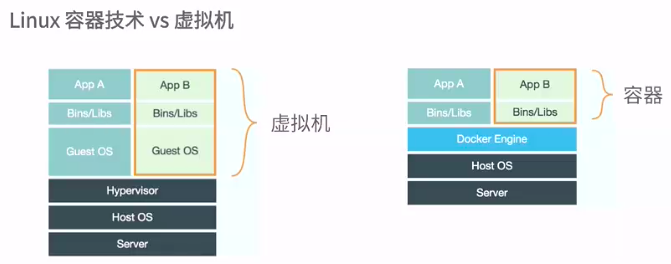 Linux 容器技术 vs 虚拟机
App A
App B
Bins/Libs
Bins/Libs
Guest OS
Guest OS
Hypervisor
Host OS
Server
虚拟机
App A
App B
Bins/Libs
Bins/Libs
Docker Engine
Host OS
Server
容器